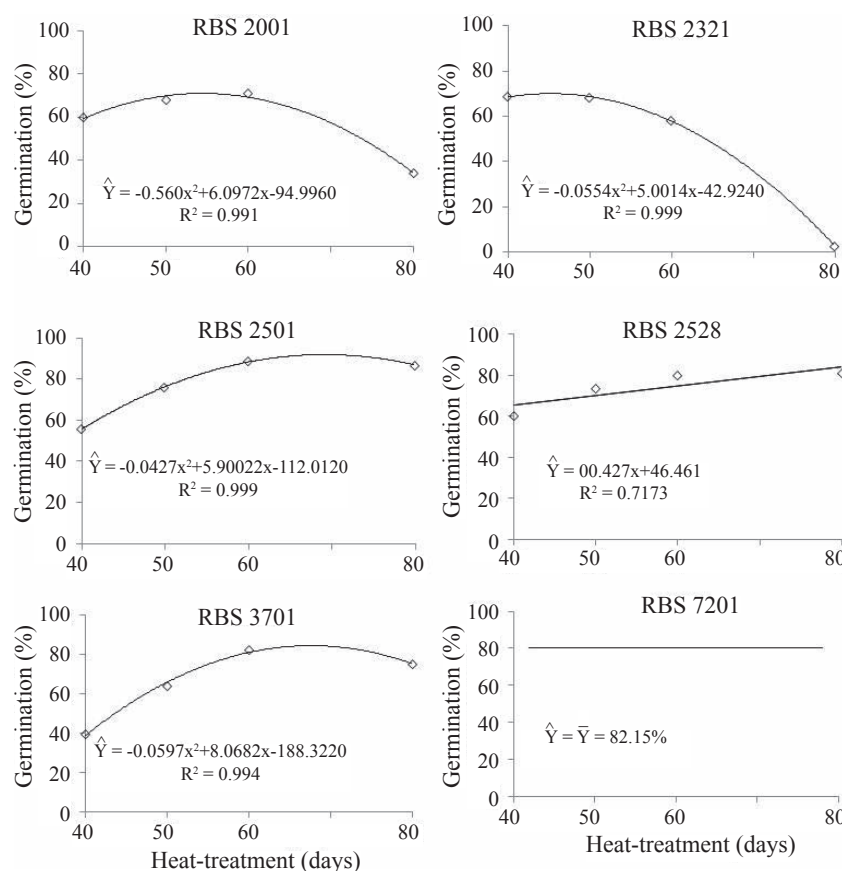 RBS 2001
Germination (%)
100
80
60
40
20
0
40
50
60
80
Ŷ = -0.560x²+6.0972x-94.9960
R² = 0.991
RBS 2321
Germination (%)
100
80
60
40
20
0
40
50
60
80
Ŷ = -0.0554x²+5.0014x-42.9240
R² = 0.999
RBS 2501
Germination (%)
100
80
60
40
20
0
40
50
60
80
Ŷ = -0.0427x²+5.90022x-112.0120
R² = 0.999
RBS 2528
Germination (%)
100
80
60
40
20
0
40
50
60
80
Ŷ = 00.427x+46.461
R² = 0.7173
RBS 3701
Germination (%)
100
80
60
40
20
0
40
50
60
80
Ŷ = -0.0597x²+8.0682x-188.3220
R² = 0.994
Heat-treatment (days)
RBS 7201
Germination (%)
100
80
60
40
20
0
40
50
60
80
Ŷ = Y̅ = 82.15%
Heat-treatment (days)